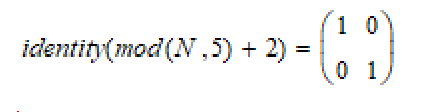 identity(mod(N ,5) + 2) = (1 0
0 1)